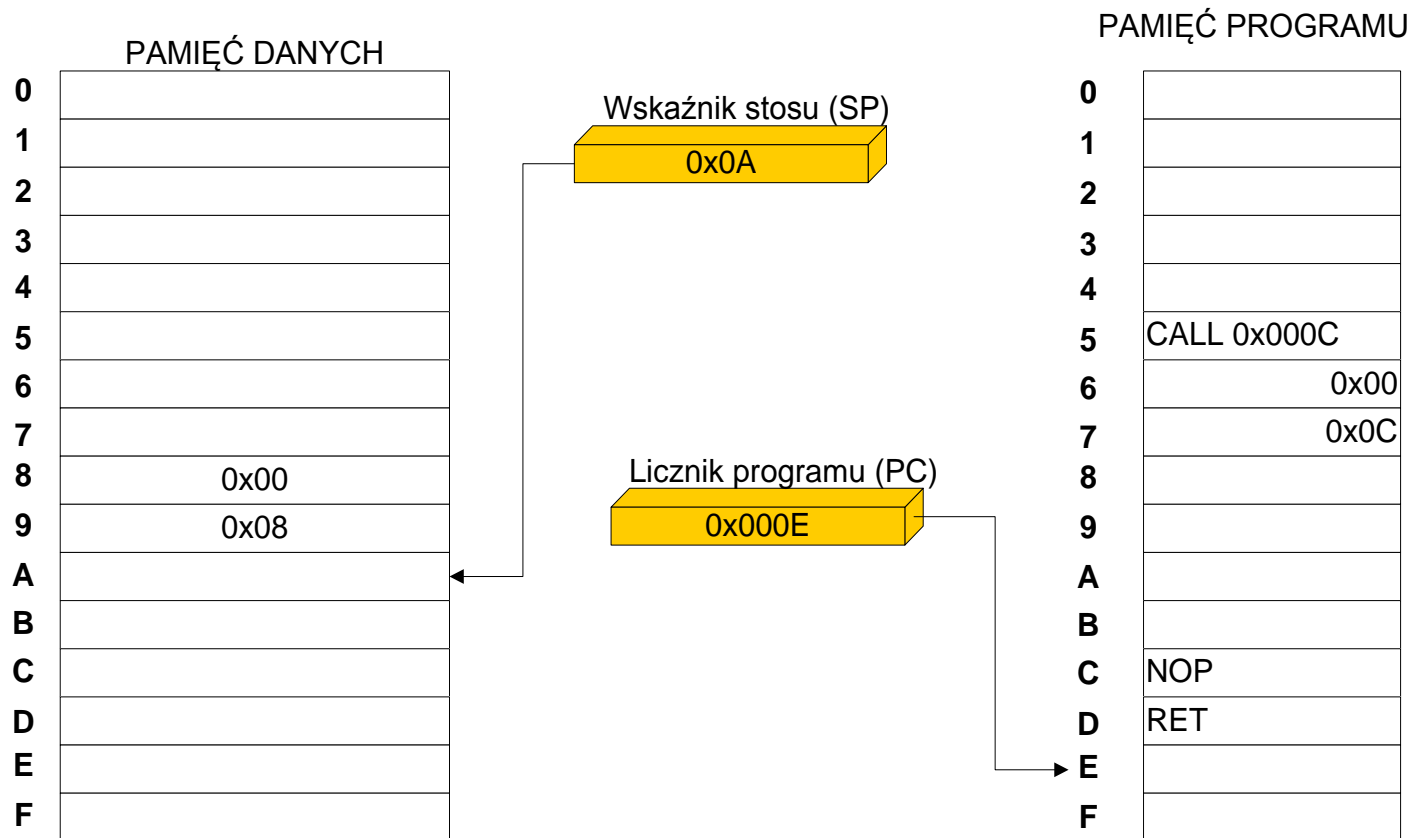 PAMIĘĆ DANYCH
0
1
2
3
4
5
6
7
8 0x00
9 0x08
A
B
C
D
E
F
Wskaźnik stosu (SP)
0x0A
Licznik programu (PC)
0x000E
PAMIĘĆ PROGRAMU
0
1
2
3
4
5 CALL 0x000C
6 0x00
7 0x0C
8
9
A
B
C NOP
D RET
E
F